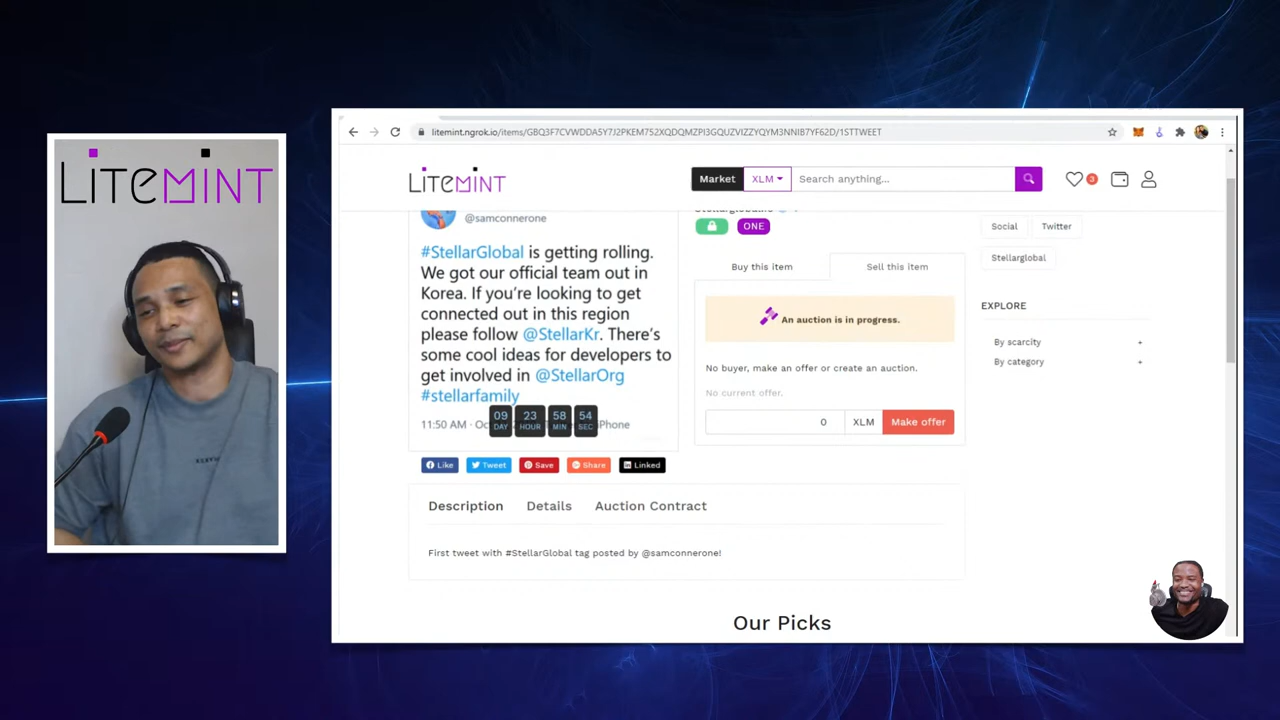 LITEMINT
litemint.ngrok.io/items/GBQ3F7CVWDDA5Y7J2PKEM752XQDQMZPI3GQUZVIZZYQYM3NNIB7YF62D/1STTWEET
LITEMINT
Market
XLM
Search anything...
3
@samconnerone
#StellarGlobal is getting rolling.
We got our official team out in
Korea. If you're looking to get
connected out in this region
please follow @StellarKr. There's
some cool ideas for developers to
get involved in @StellarOrg
#stellarfamily
11:50 AM · Oc
09 DAY
23 HOUR
58 MIN
54 SEC
Like
Tweet
Save
Share
Linked
ONE
Buy this item
Sell this item
An auction is in progress.
No buyer, make an offer or create an auction.
No current offer.
0
XLM
Make offer
Social
Twitter
Stellarglobal
EXPLORE
By scarcity +
By category +
Description
Details
Auction Contract
First tweet with #StellarGlobal tag posted by @samconnerone!
Our Picks